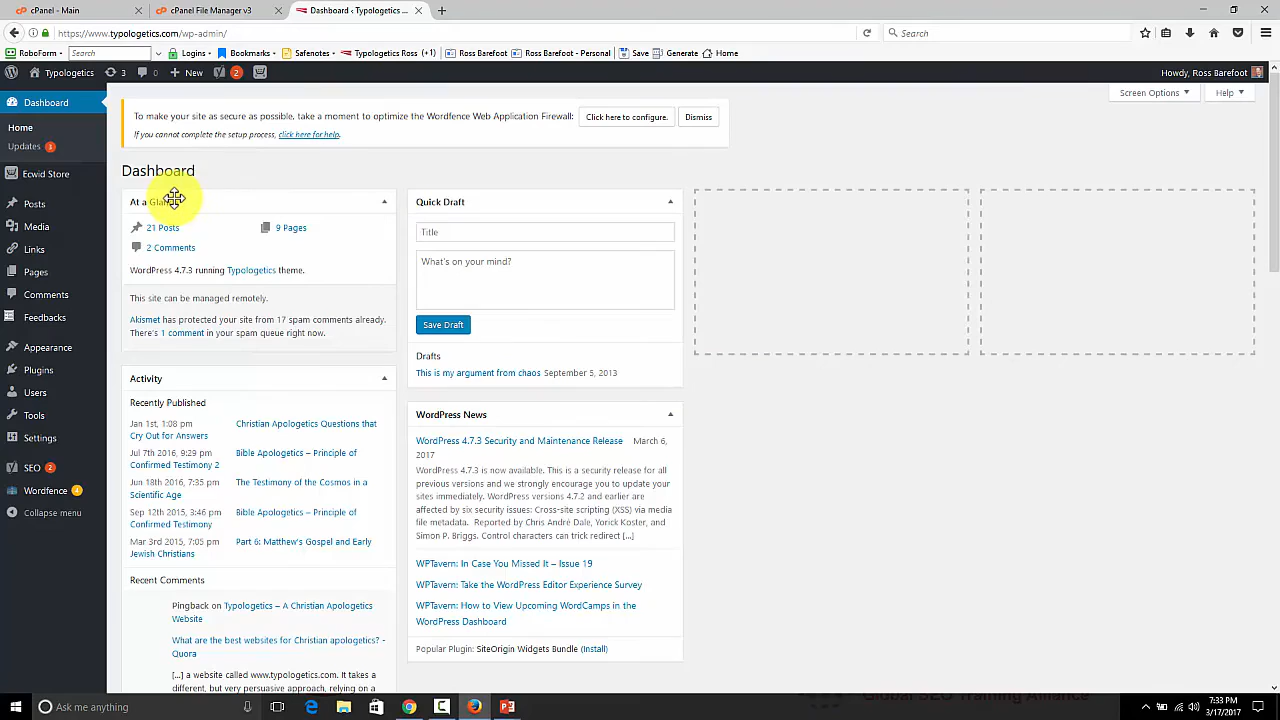 cPanel - Main
cPanel File Manager v3
Dashboard ‹ Typologetics ...
https://www.typologetics.com/wp-admin/
Search
RoboForm
Search
Logins
Bookmarks
Safenotes
Typologetics Ross (+1)
Ross Barefoot
Ross Barefoot - Personal
Save
Generate
Home
Typologetics
3
0
New
2
Howdy, Ross Barefoot
Screen Options
Help
Dashboard
Home
Updates 3
Ecwid Store
Posts
Media
Links
Pages
Comments
Feedbacks
Appearance
Plugins
Users
Tools
Settings
SEO 2
Wordfence 4
Collapse menu
To make your site as secure as possible, take a moment to optimize the Wordfence Web Application Firewall:
Click here to configure.
Dismiss
If you cannot complete the setup process, click here for help.
Dashboard
At a Glance
21 Posts
9 Pages
2 Comments
WordPress 4.7.3 running Typologetics theme.
This site can be managed remotely.
Akismet has protected your site from 17 spam comments already.
There's 1 comment in your spam queue right now.
Activity
Recently Published
Jan 1st, 1:08 pm Christian Apologetics Questions that
Cry Out for Answers
Jul 7th 2016, 9:29 pm Bible Apologetics – Principle of
Confirmed Testimony 2
Jun 18th 2016, 7:35 pm The Testimony of the Cosmos in a
Scientific Age
Sep 12th 2015, 3:46 pm Bible Apologetics – Principle of
Confirmed Testimony
Mar 3rd 2015, 7:05 pm Part 6: Matthew's Gospel and Early
Jewish Christians
Recent Comments
Pingback on Typologetics – A Christian Apologetics
Website
What are the best websites for Christian apologetics? -
Quora
[...] a website called www.typologetics.com. It takes a
different, but very persuasive approach, relying on a
Quick Draft
Title
What's on your mind?
Save Draft
Drafts
This is my argument from chaos September 5, 2013
WordPress News
WordPress 4.7.3 Security and Maintenance Release March 6,
2017
WordPress 4.7.3 is now available. This is a security release for all
previous versions and we strongly encourage you to update your
sites immediately. WordPress versions 4.7.2 and earlier are
affected by six security issues: Cross-site scripting (XSS) via media
file metadata. Reported by Chris André Dale, Yorick Koster, and
Simon P. Briggs. Control characters can trick redirect [...]
WPTavern: In Case You Missed It – Issue 19
WPTavern: Take the WordPress Editor Experience Survey
WPTavern: How to View Upcoming WordCamps in the
WordPress Dashboard
Popular Plugin: SiteOrigin Widgets Bundle (Install)
Global SEO Training Alliance
Ask me anything
7:33 PM
3/17/2017